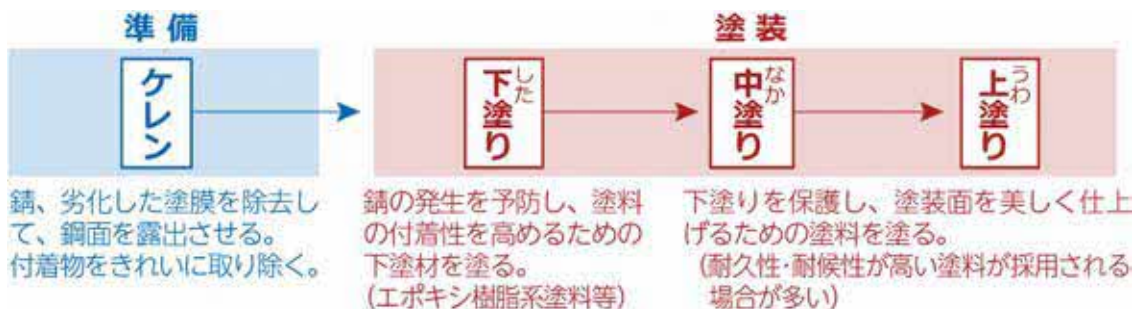 準備
塗装
ケレン
下塗り
した
中塗り
なか
上塗り
うわ
錆、劣化した塗膜を除去し
て、鋼面を露出させる。
付着物をきれいに取り除く。
錆の発生を予防し、塗料
の付着性を高めるための
下塗材を塗る。
(エポキシ樹脂系塗料等)
下塗りを保護し、塗装面を美しく仕上
げるための塗料を塗る。
(耐久性・耐候性が高い塗料が採用される
場合が多い)